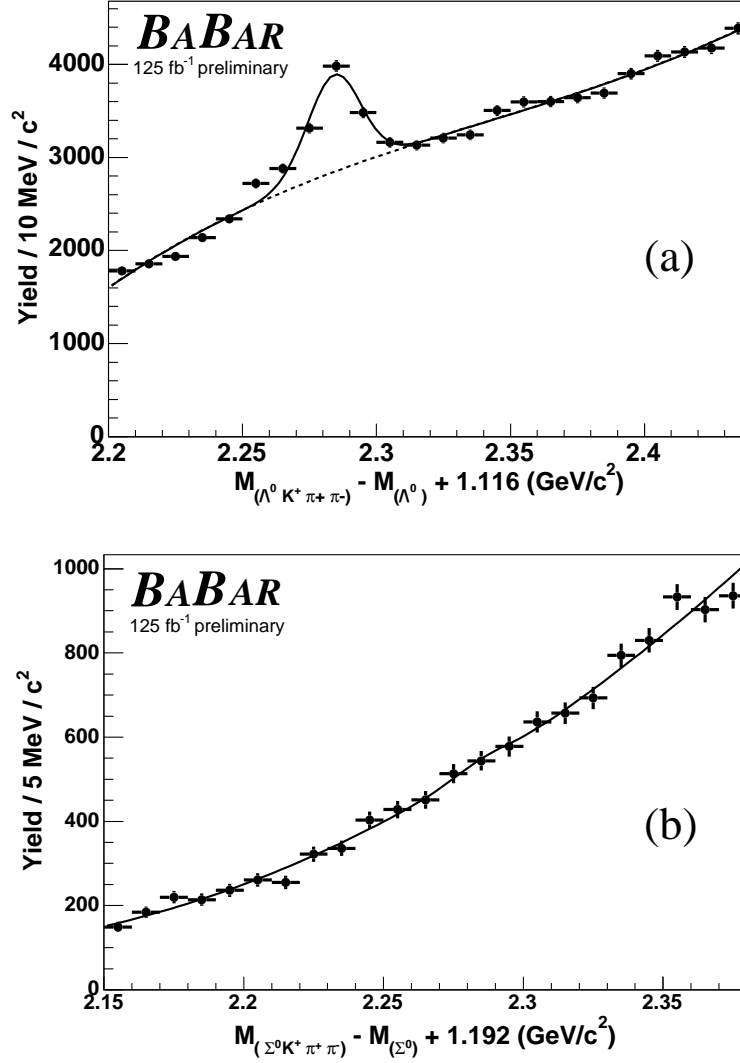 BABAR
125 fb-1 preliminary
Yield / 10 MeV / c2
4000
3000
2000
1000
0
(a)
2.2 2.25 2.3 2.35 2.4
M(Λ0 K+ π+ π-) - M(Λ0) + 1.116 (GeV/c2)
BABAR
125 fb-1 preliminary
Yield / 5 MeV / c2
1000
800
600
400
200
0
(b)
2.15 2.2 2.25 2.3 2.35
M(Σ0K+ π+ π-) - M(Σ0) + 1.192 (GeV/c2)